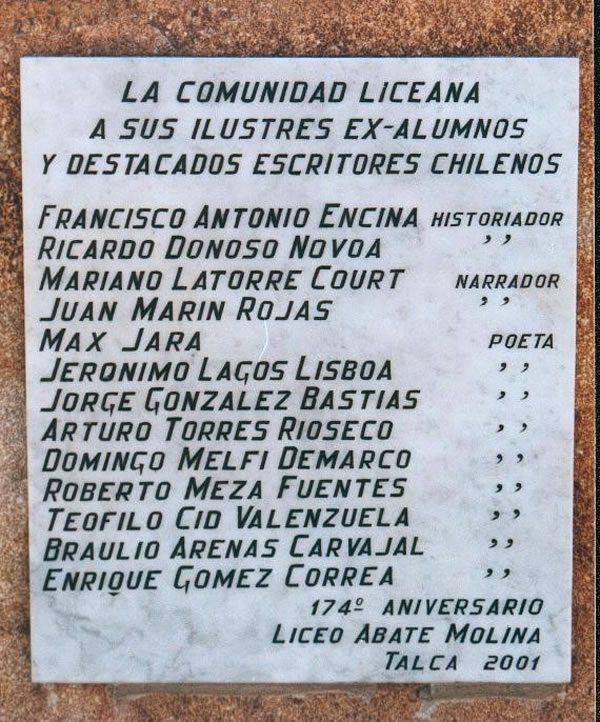 LA COMUNIDAD LICEANA
A SUS ILUSTRES EX-ALUMNOS
Y DESTACADOS ESCRITORES CHILENOS
FRANCISCO ANTONIO ENCINA HISTORIADOR
RICARDO DONOSO NOVOA ,,
MARIANO LATORRE COURT NARRADOR
JUAN MARIN ROJAS ,,
MAX JARA POETA
JERONIMO LAGOS LISBOA ,,
JORGE GONZALEZ BASTIAS ,,
ARTURO TORRES RIOSECO ,,
DOMINGO MELFI DEMARCO ,,
ROBERTO MEZA FUENTES ,,
TEOFILO CID VALENZUELA ,,
BRAULIO ARENAS CARVAJAL ,,
ENRIQUE GOMEZ CORREA ,,
174º ANIVERSARIO
LICEO ABATE MOLINA
TALCA 2001